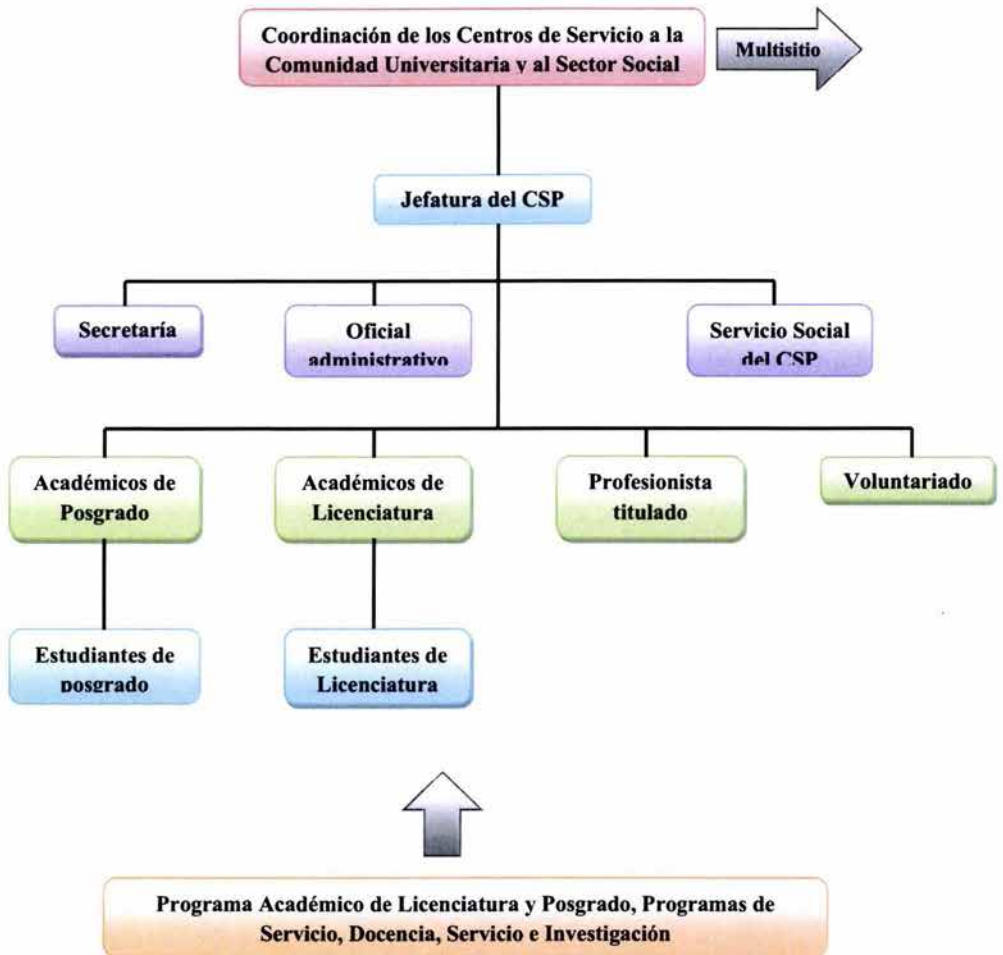 Coordinación de los Centros de Servicio a la
Comunidad Universitaria y al Sector Social
Multisitio
Jefatura del CSP
Secretaría
Oficial
administrativo
Servicio Social
del CSP
Académicos de
Posgrado
Académicos de
Licenciatura
Profesionista
titulado
Voluntariado
Estudiantes de
posgrado
Estudiantes de
Licenciatura
Programa Académico de Licenciatura y Posgrado, Programas de
Servicio, Docencia, Servicio e Investigación